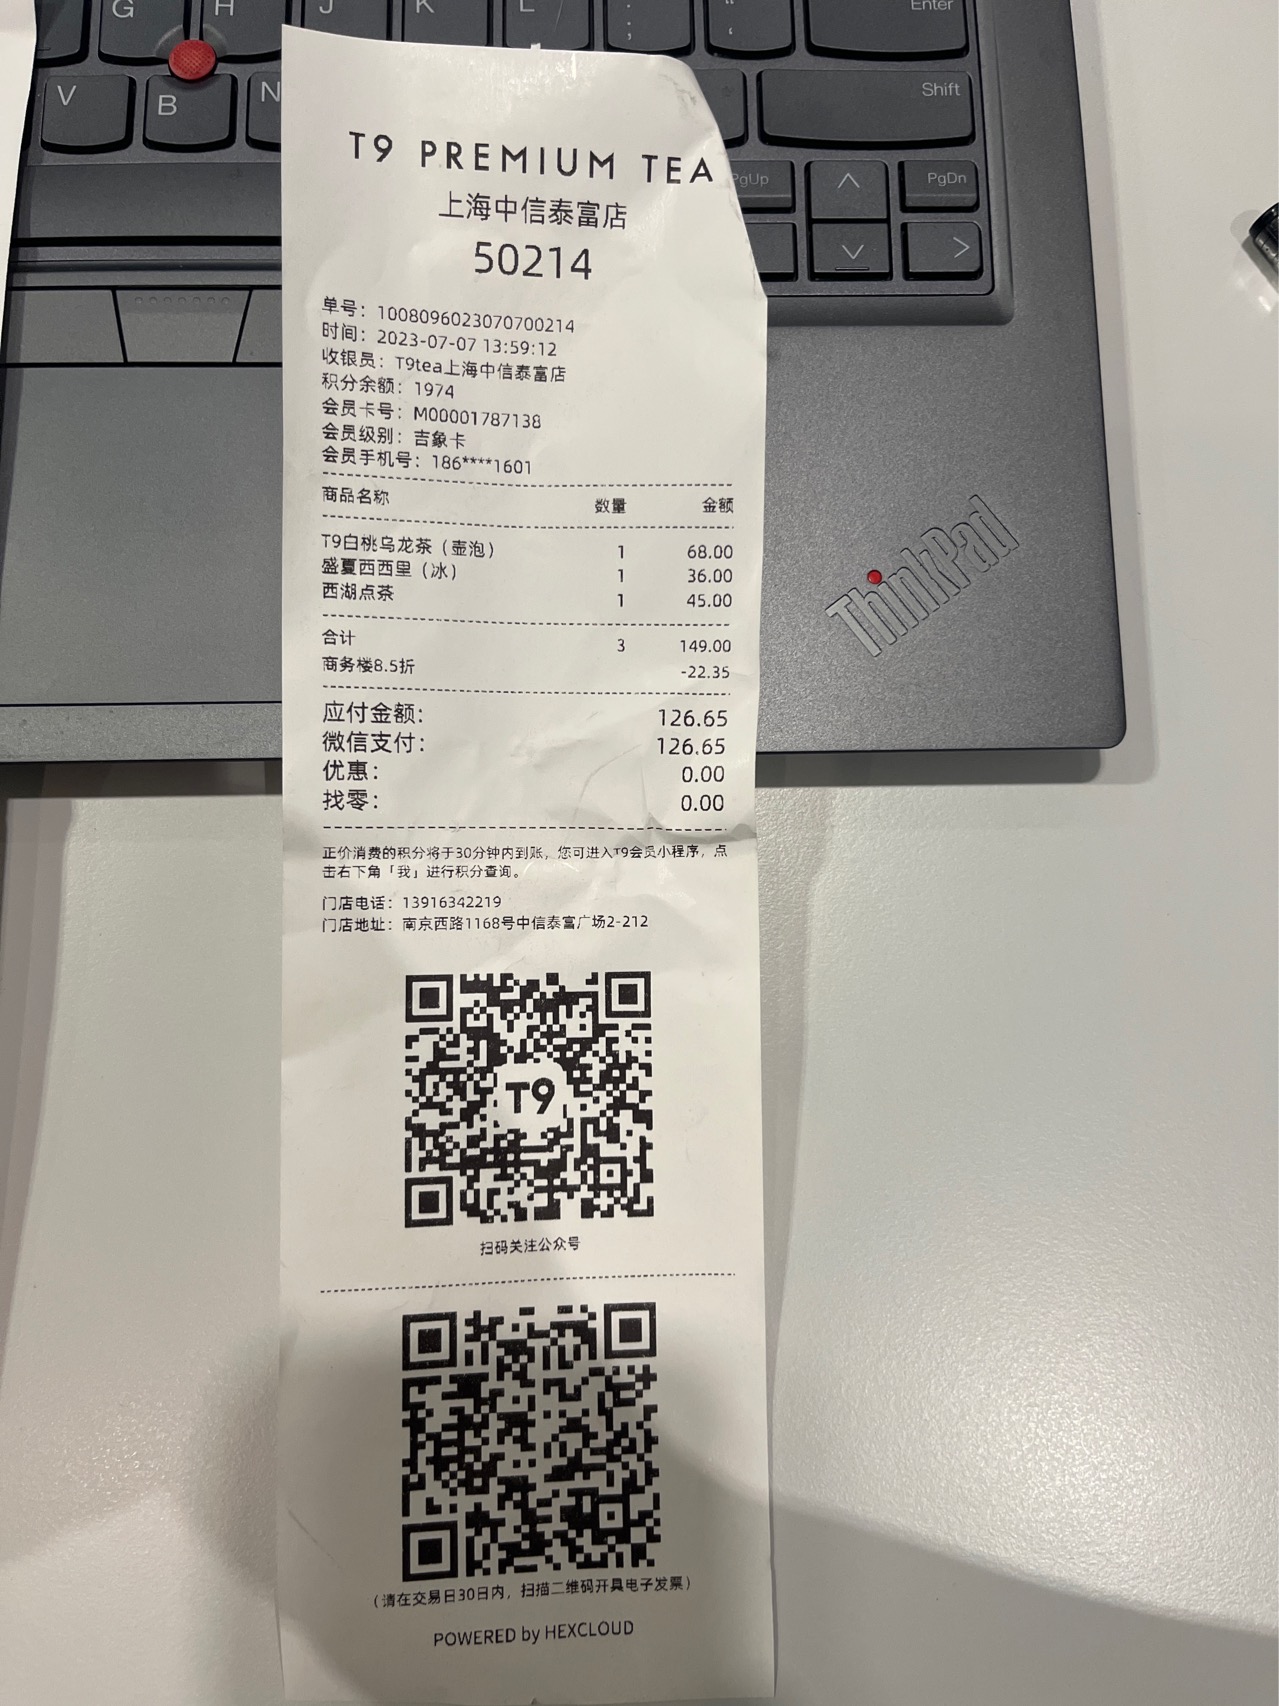 G H J K L : ; " ' Enter
V B N Shift
PgUp PgDn
ThinkPad
T9 PREMIUM TEA
上海中信泰富店
50214
单号：1008096023070700214
时间：2023-07-07 13:59:12
收银员：T9tea上海中信泰富店
积分余额：1974
会员卡号：M00001787138
会员级别：吉象卡
会员手机号：186****1601
商品名称 数量 金额
T9白桃乌龙茶（壶泡） 1 68.00
盛夏西西里（冰） 1 36.00
西湖点茶 1 45.00
合计 3 149.00
商务楼8.5折 -22.35
应付金额： 126.65
微信支付： 126.65
优惠： 0.00
找零： 0.00
正价消费的积分将于30分钟内到账，您可进入T9会员小程序，点
击右下角「我」进行积分查询。
门店电话：13916342219
门店地址：南京西路1168号中信泰富广场2-212
T9
扫码关注公众号
（请在交易日30日内，扫描二维码开具电子发票）
POWERED by HEXCLOUD